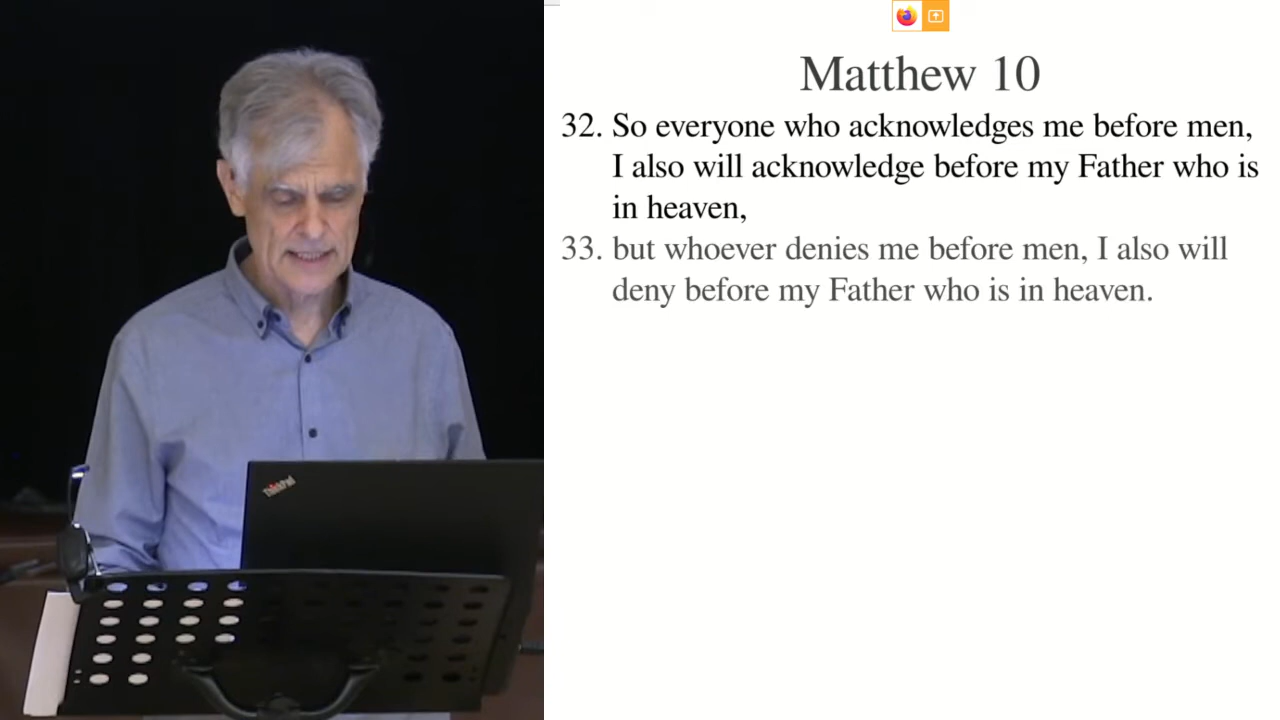 Matthew 10
32. So everyone who acknowledges me before men,
I also will acknowledge before my Father who is
in heaven,
33. but whoever denies me before men, I also will
deny before my Father who is in heaven.
ThinkPad